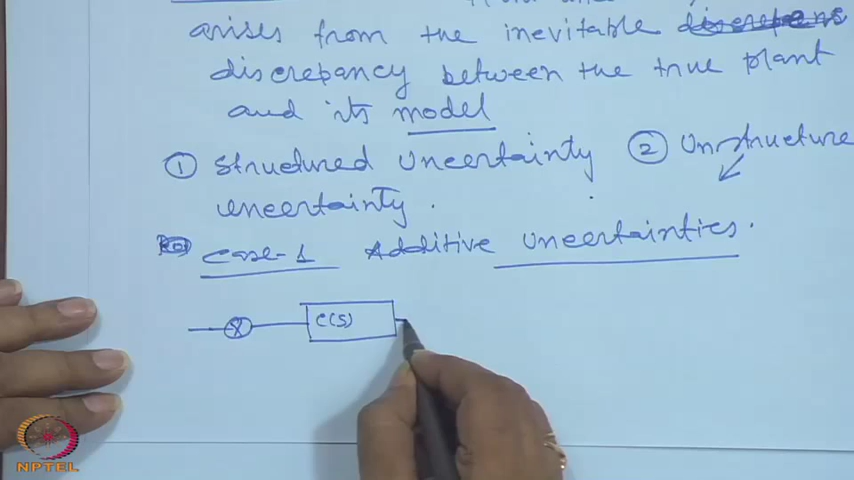 arises from the inevitable
discrepancy between the true plant
and its model
① Structured Uncertainty ② Unstructure
uncertainty.
Case-1 Additive Uncertainties.
C(S)
NPTEL